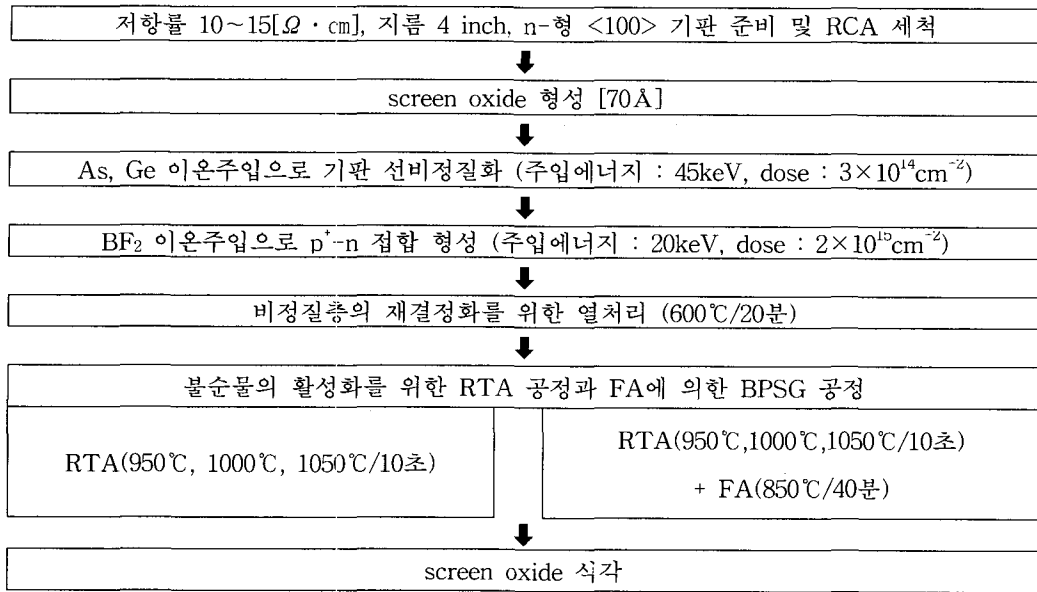 저항률 10~15[Ω·㎝], 지름 4 inch, n-형 <100> 기판 준비 및 RCA 세척
screen oxide 형성 [70Å]
As, Ge 이온주입으로 기판 선비정질화 (주입에너지 : 45keV, dose : 3×10¹⁴cm⁻²)
BF₂ 이온주입으로 p⁺-n 접합 형성 (주입에너지 : 20keV, dose : 2×10¹⁵cm⁻²)
비정질층의 재결정화를 위한 열처리 (600℃/20분)
불순물의 활성화를 위한 RTA 공정과 FA에 의한 BPSG 공정
RTA(950℃, 1000℃, 1050℃/10초)
RTA(950℃,1000℃,1050℃/10초)
+ FA(850℃/40분)
screen oxide 식각